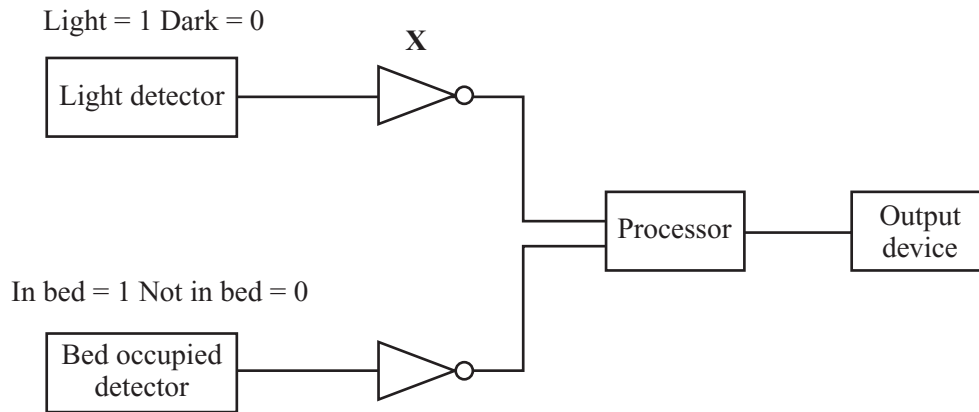 Light = 1 Dark = 0
X
Light detector
Processor
Output
device
In bed = 1 Not in bed = 0
Bed occupied
detector